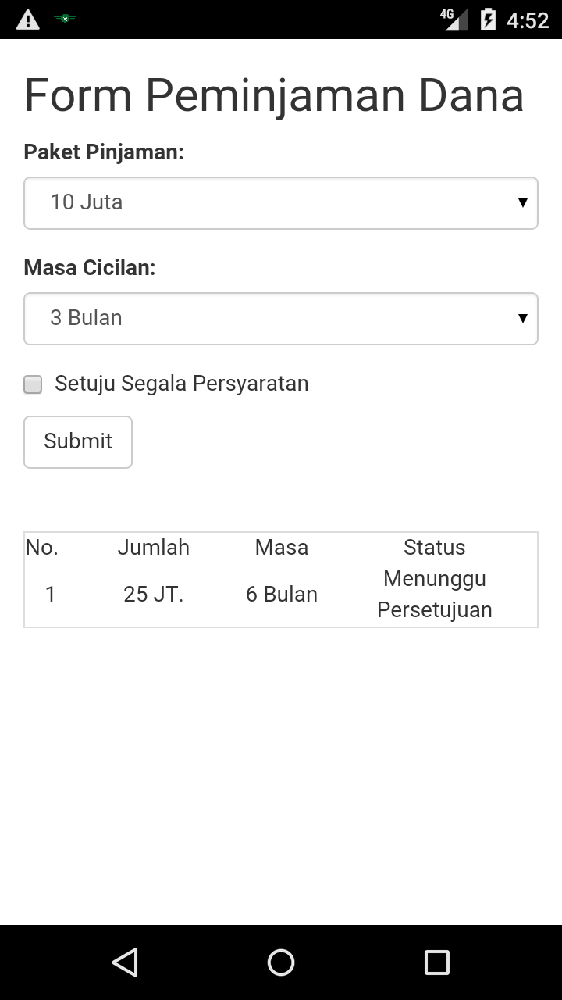 4G 4:52
Form Peminjaman Dana
Paket Pinjaman:
10 Juta
Masa Cicilan:
3 Bulan
Setuju Segala Persyaratan
Submit
No. Jumlah Masa Status
1 25 JT. 6 Bulan Menunggu
Persetujuan